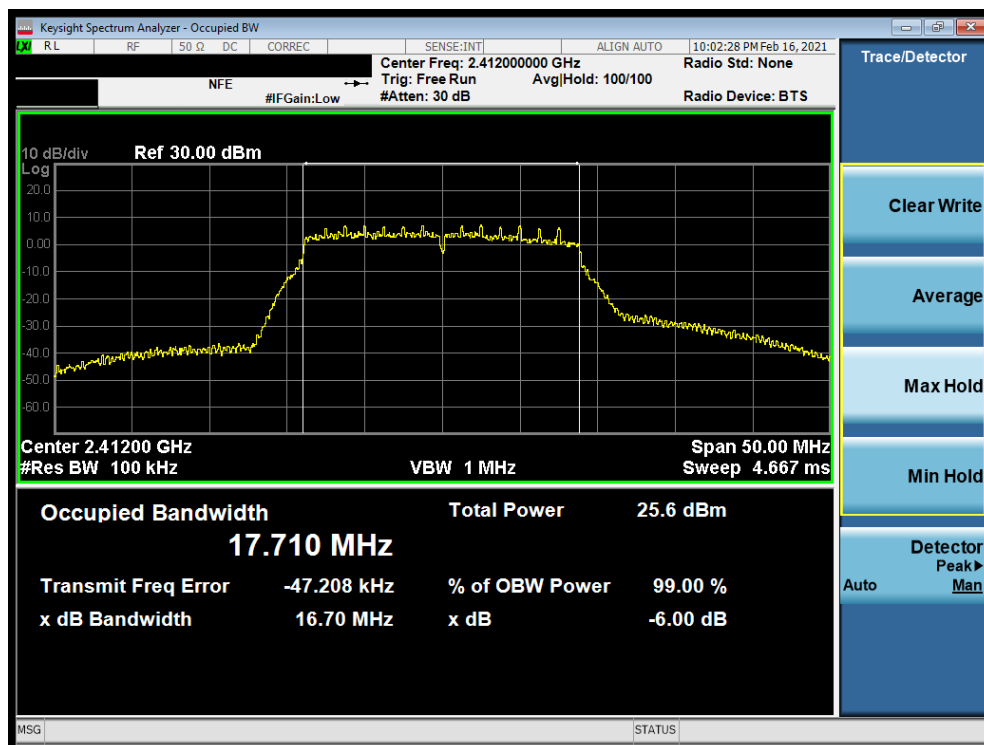 Keysight Spectrum Analyzer - Occupied BW
LXI RL RF 50 Ω DC CORREC SENSE:INT ALIGN AUTO 10:02:28 PM Feb 16, 2021
Center Freq: 2.412000000 GHz Radio Std: None
NFE Trig: Free Run Avg|Hold: 100/100
#IFGain:Low #Atten: 30 dB Radio Device: BTS
10 dB/div Ref 30.00 dBm
Log
20.0
10.0
0.00
-10.0
-20.0
-30.0
-40.0
-50.0
-60.0
Center 2.41200 GHz Span 50.00 MHz
#Res BW 100 kHz VBW 1 MHz Sweep 4.667 ms
Occupied Bandwidth Total Power 25.6 dBm
17.710 MHz
Transmit Freq Error -47.208 kHz % of OBW Power 99.00 %
x dB Bandwidth 16.70 MHz x dB -6.00 dB
MSG STATUS
Trace/Detector
Clear Write
Average
Max Hold
Min Hold
Detector
Peak▶
Auto Man